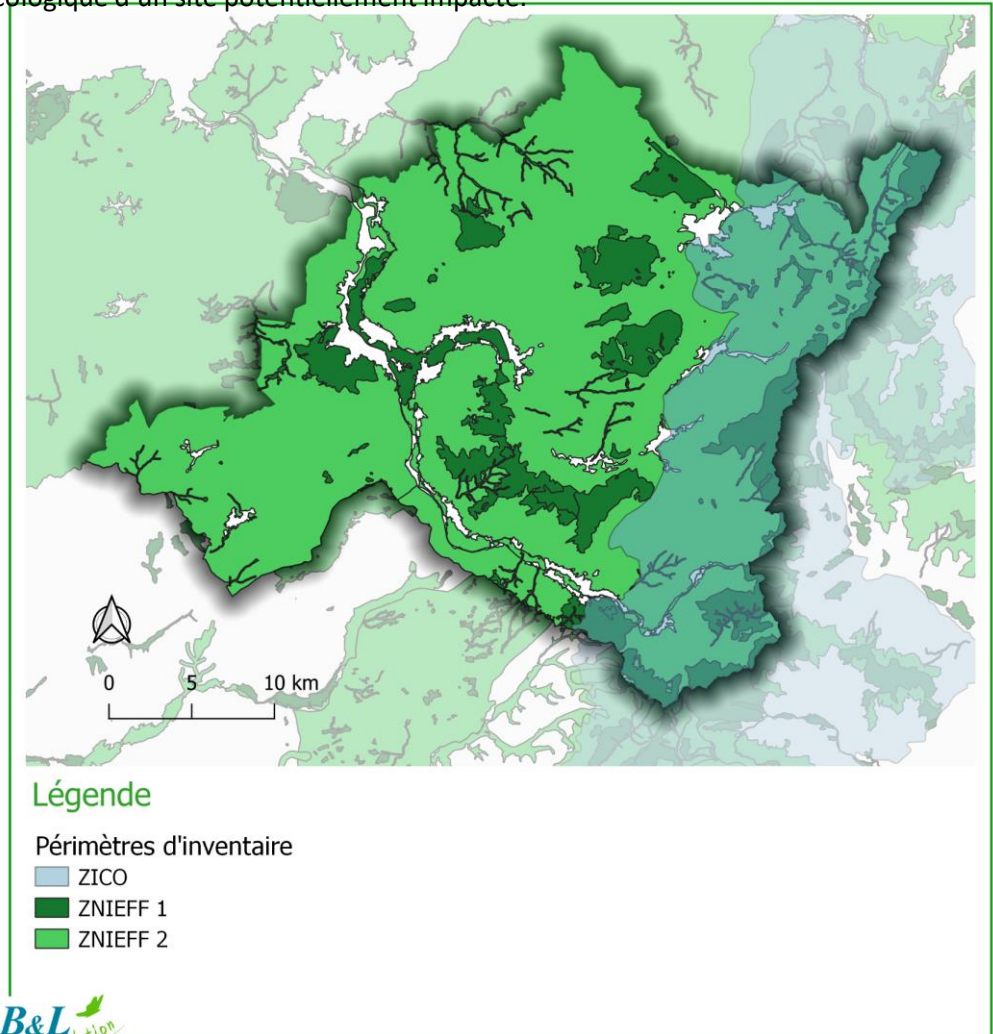 écologique d'un site potentiellement impacté.
0 5 10 km
Légende
Périmètres d'inventaire
ZICO
ZNIEFF 1
ZNIEFF 2
B&L